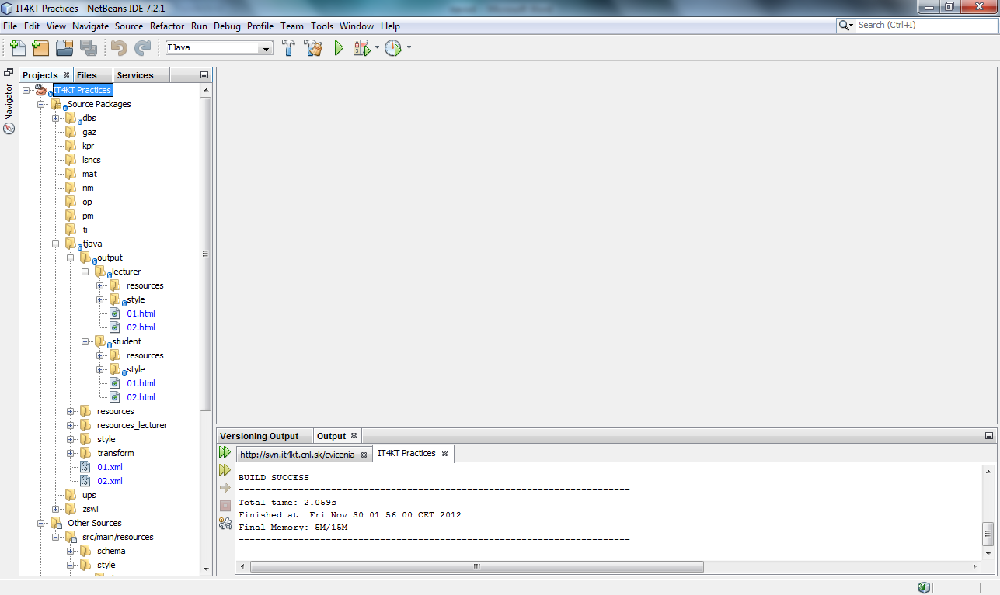 IT4KT Practices - NetBeans IDE 7.2.1
File Edit View Navigate Source Refactor Run Debug Profile Team Tools Window Help
Search (Ctrl+I)
TJava
Navigator
Projects Files Services
IT4KT Practices
Source Packages
dbs
gaz
kpr
lsncs
mat
nm
op
pm
ti
tjava
output
lecturer
resources
style
01.html
02.html
student
resources
style
01.html
02.html
resources
resources_lecturer
style
transform
01.xml
02.xml
ups
zswi
Other Sources
src/main/resources
schema
style
Versioning Output Output
http://svn.it4kt.cnl.sk/cvicenia IT4KT Practices
------------------------------------------------------------------------
BUILD SUCCESS
------------------------------------------------------------------------
Total time: 2.059s
Finished at: Fri Nov 30 01:56:00 CET 2012
Final Memory: 5M/15M
------------------------------------------------------------------------